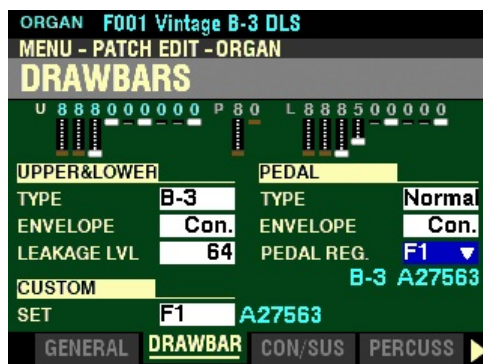 ORGAN F001 Vintage B-3 DLS
MENU - PATCH EDIT - ORGAN
DRAWBARS
U 888000000 P 80 L 888500000
UPPER&LOWER PEDAL
TYPE B-3 TYPE Normal
ENVELOPE Con. ENVELOPE Con.
LEAKAGE LVL 64 PEDAL REG. F1
B-3 A27563
CUSTOM
SET F1 A27563
GENERAL DRAWBAR CON/SUS PERCUSS